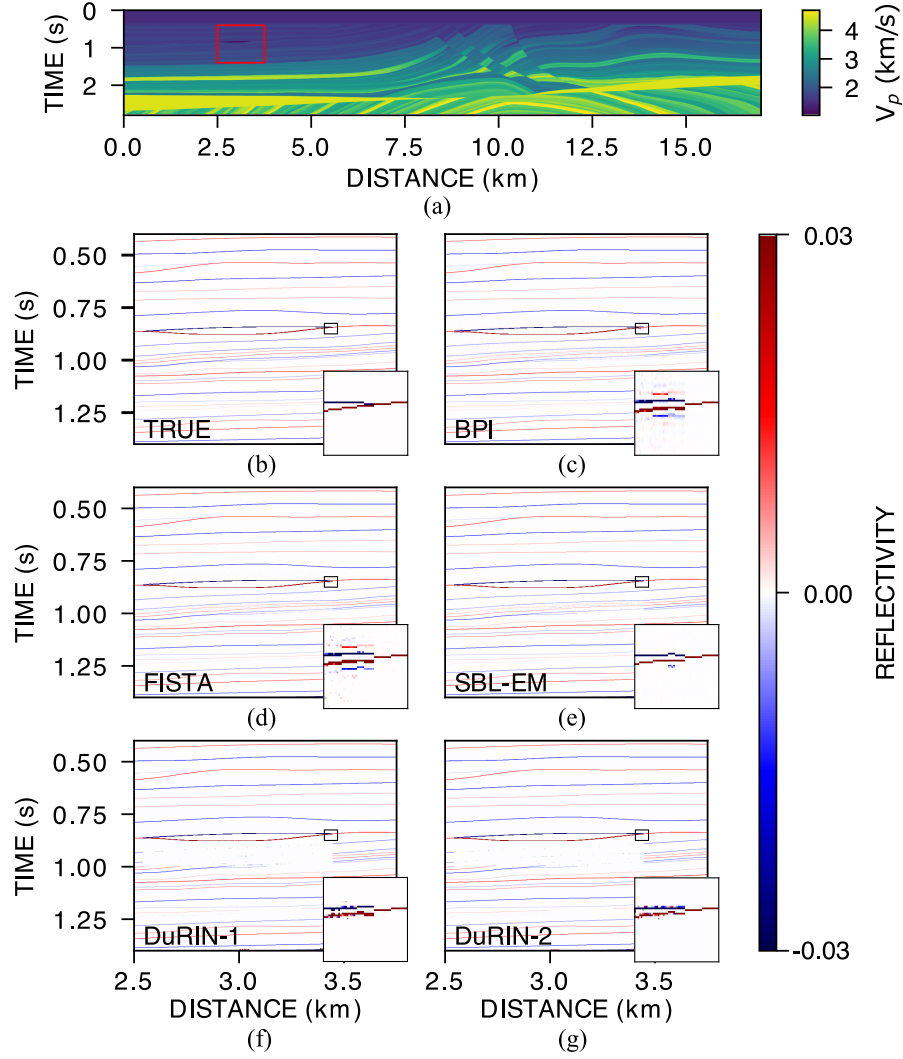 0
1
2
TIME (s)
0.0 2.5 5.0 7.5 10.0 12.5 15.0
DISTANCE (km)
4
3
2
Vp (km/s)
(a)
0.50
0.75
1.00
1.25
TIME (s)
TRUE
BPI
(b)
(c)
0.50
0.75
1.00
1.25
TIME (s)
FISTA
SBL-EM
(d)
(e)
0.50
0.75
1.00
1.25
TIME (s)
DuRIN-1
DuRIN-2
2.5 3.0 3.5
2.5 3.0 3.5
DISTANCE (km)
DISTANCE (km)
(f)
(g)
0.03
0.00
-0.03
REFLECTIVITY